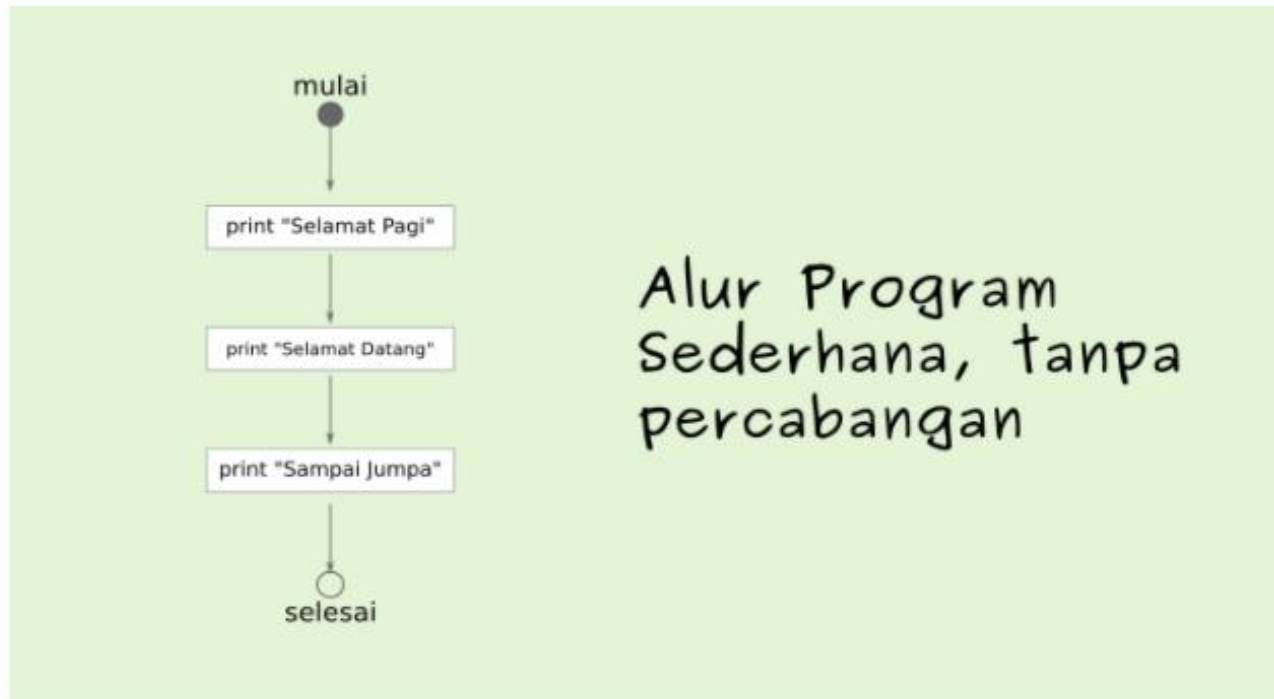 mulai
print "Selamat Pagi"
print "Selamat Datang"
print "Sampai Jumpa"
selesai
Alur Program
Sederhana, tanpa
percabangan